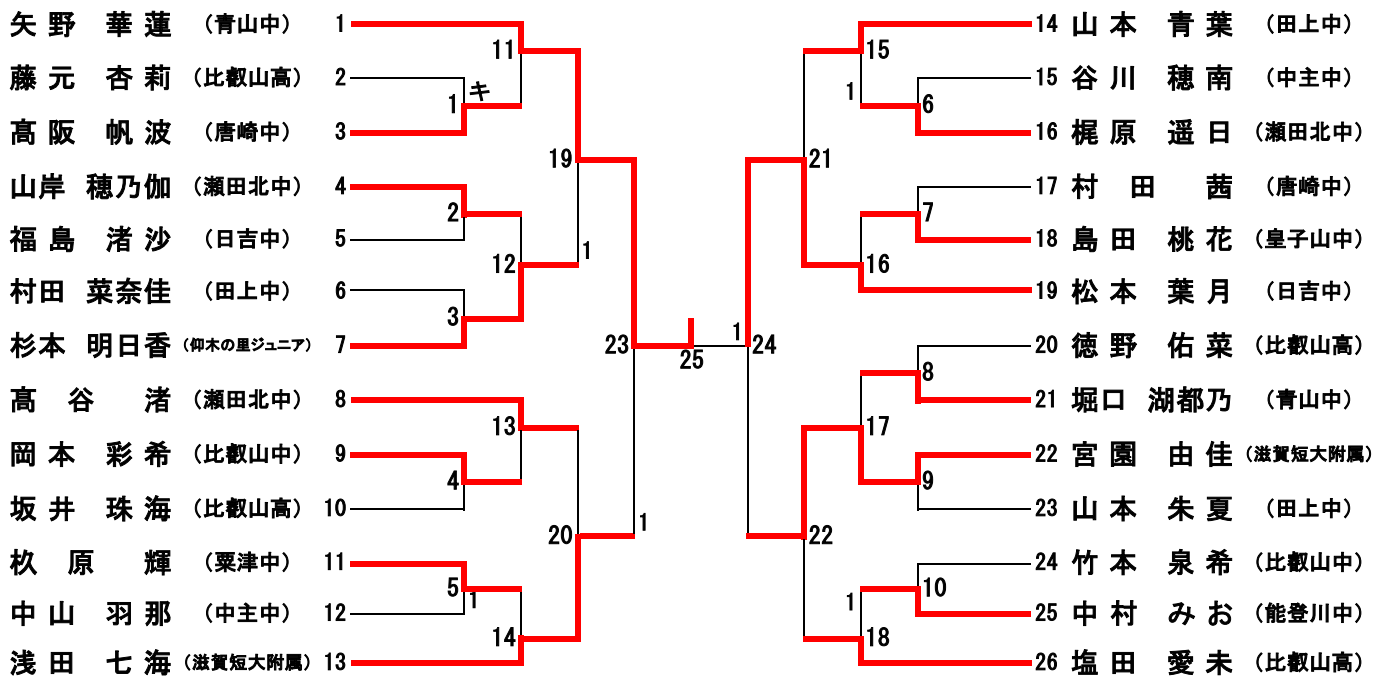 矢野 華蓮 (青山中) 1
藤元 杏莉 (比叡山高) 2
髙阪 帆波 (唐崎中) 3
山岸 穂乃伽 (瀬田北中) 4
福島 渚沙 (日吉中) 5
村田 菜奈佳 (田上中) 6
杉本 明日香 (仰木の里ジュニア) 7
髙谷 渚 (瀬田北中) 8
岡本 彩希 (比叡山中) 9
坂井 珠海 (比叡山高) 10
杦原 輝 (粟津中) 11
中山 羽那 (中主中) 12
浅田 七海 (滋賀短大附属) 13
1
キ
2
3
4
5
1
11
12
13
14
19
1
20
23
1
25
1
24
21
22
15
1
16
17
1
18
6
7
8
9
10
14 山本 青葉 (田上中)
15 谷川 穂南 (中主中)
16 梶原 遥日 (瀬田北中)
17 村田 茜 (唐崎中)
18 島田 桃花 (皇子山中)
19 松本 葉月 (日吉中)
20 徳野 佑菜 (比叡山高)
21 堀口 湖都乃 (青山中)
22 宮園 由佳 (滋賀短大附属)
23 山本 朱夏 (田上中)
24 竹本 泉希 (比叡山中)
25 中村 みお (能登川中)
26 塩田 愛未 (比叡山高)